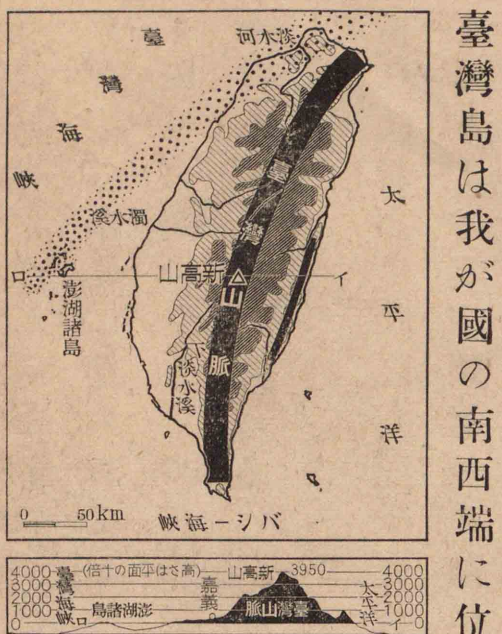 臺灣島は我が國の南西端に位
臺灣海峽
河水淡
太平洋
溪水濁
臺灣山脈
山高新
ロ
イ
澎湖諸島
下淡水溪
0 50km
峽海ーシバ
4000
3000
2000
1000
0
臺灣海峽
(倍十の面平はさ高)
山高新 3950
嘉義
島諸湖澎
脈山灣臺
太平洋
4000
3000
2000
1000
0
ロ
イ